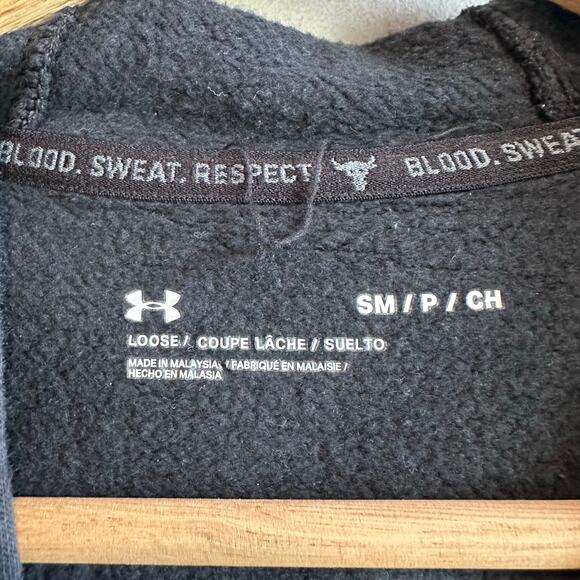 BLOOD. SWEAT. RESPECT. BLOOD. SWEA
SM / P / CH
LOOSE / COUPE LÂCHE / SUELTO
MADE IN MALAYSIA / FABRIQUÉ EN MALAISIE /
HECHO EN MALASIA